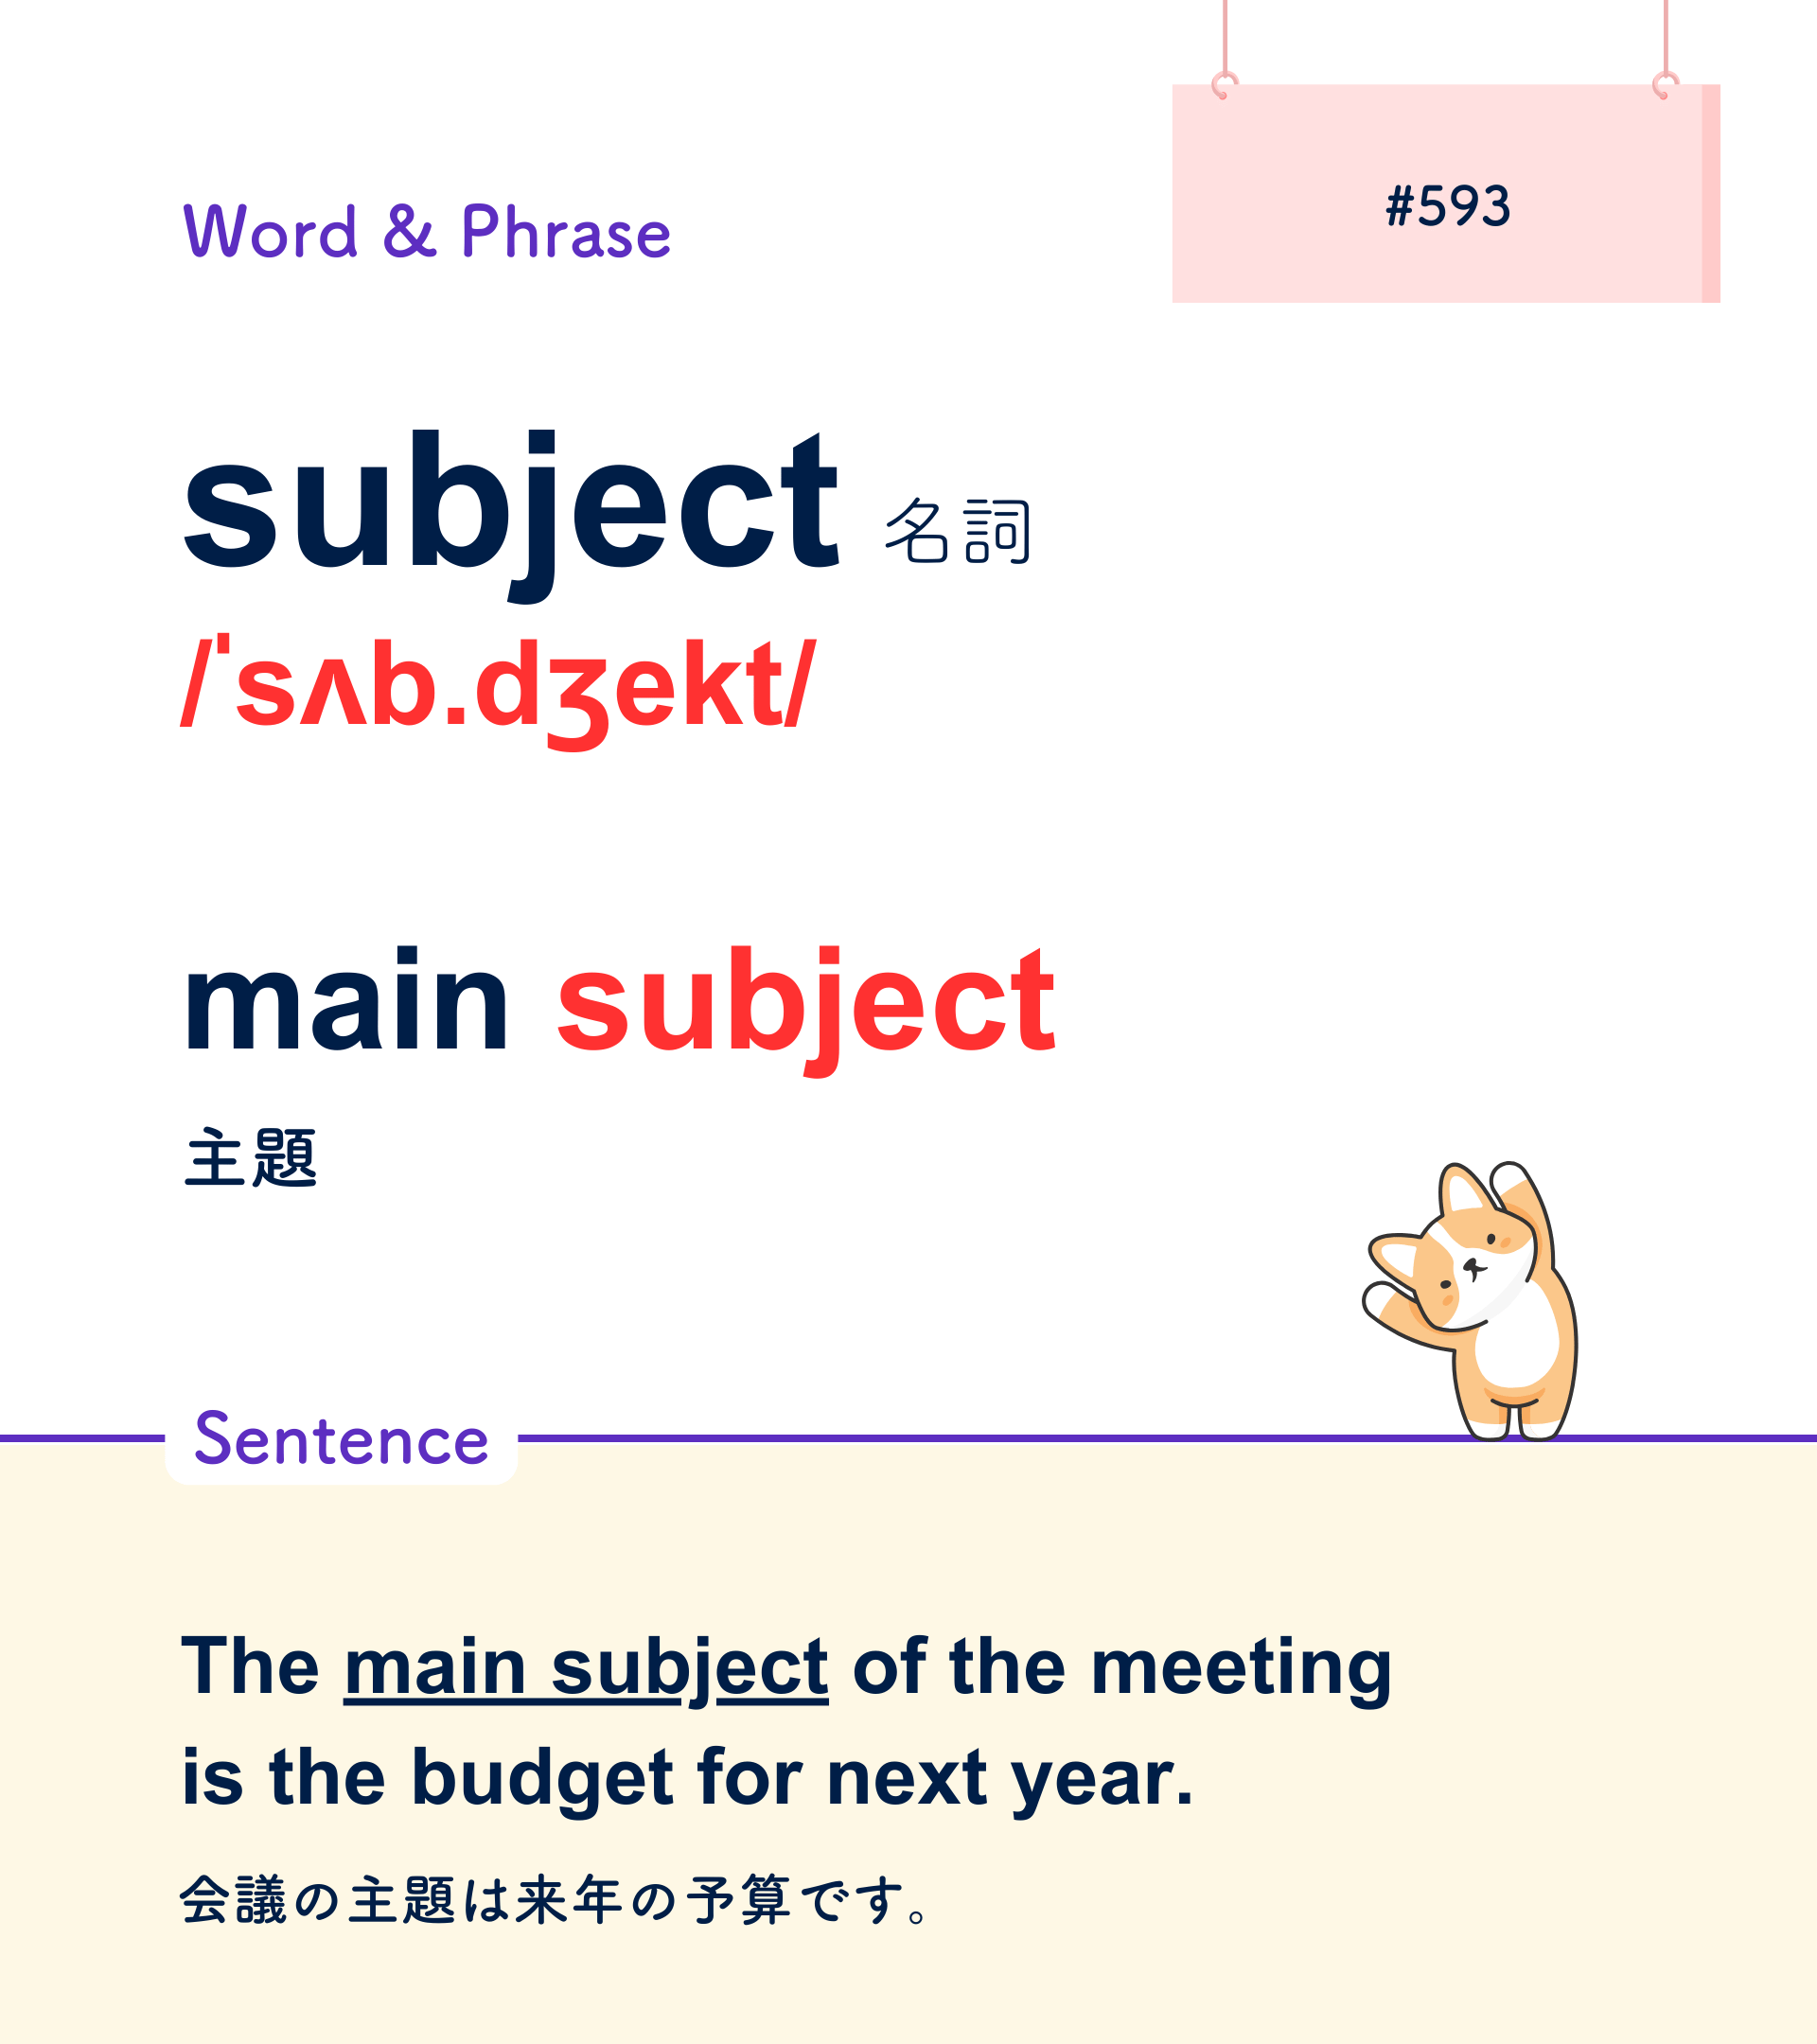 #593
Word & Phrase
subject 名詞
/ˈsʌb.dʒekt/
main subject
主題
Sentence
The main subject of the meeting
is the budget for next year.
会議の主題は来年の予算です。